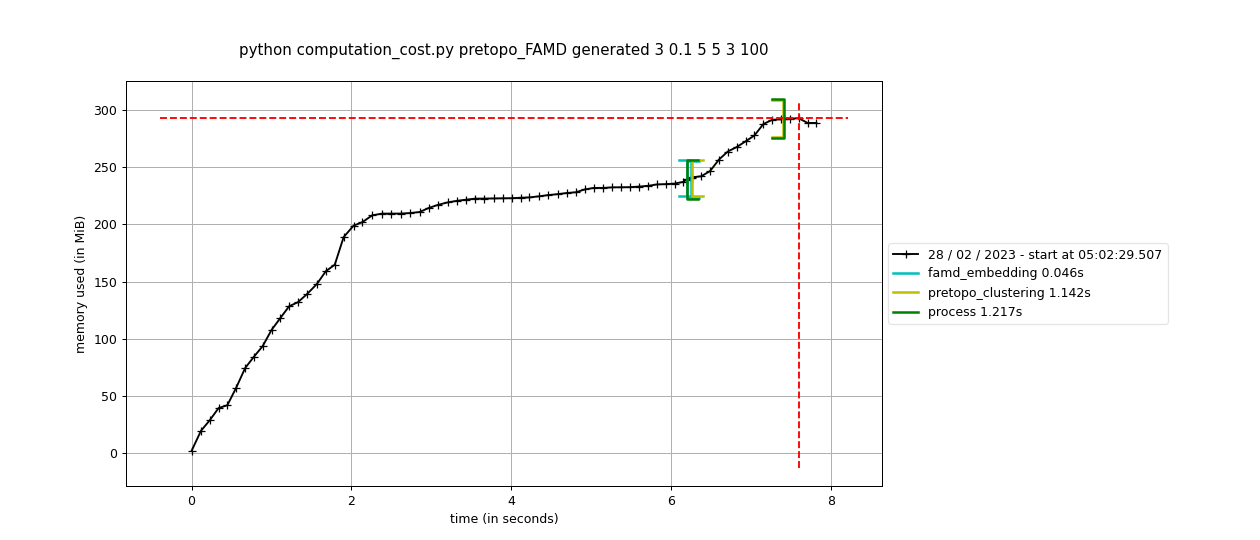 python computation_cost.py pretopo_FAMD generated 3 0.1 5 5 3 100
300
250
200
150
100
50
0
memory used (in MiB)
0 2 4 6 8
time (in seconds)
28 / 02 / 2023 - start at 05:02:29.507
famd_embedding 0.046s
pretopo_clustering 1.142s
process 1.217s